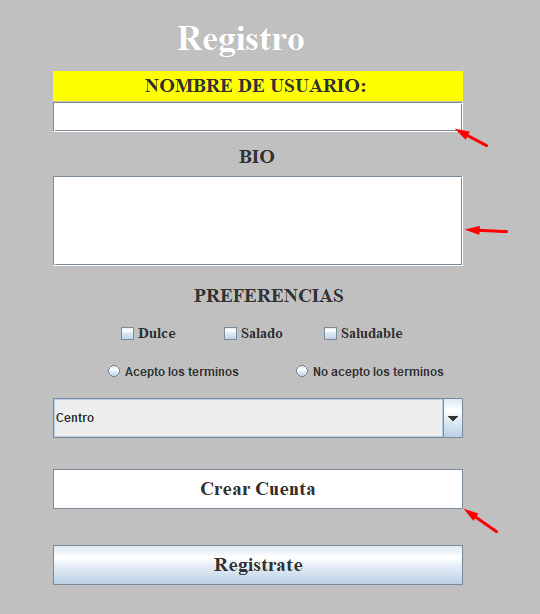 Registro
NOMBRE DE USUARIO:
BIO
PREFERENCIAS
Dulce Salado Saludable
Acepto los terminos No acepto los terminos
Centro
Crear Cuenta
Registrate